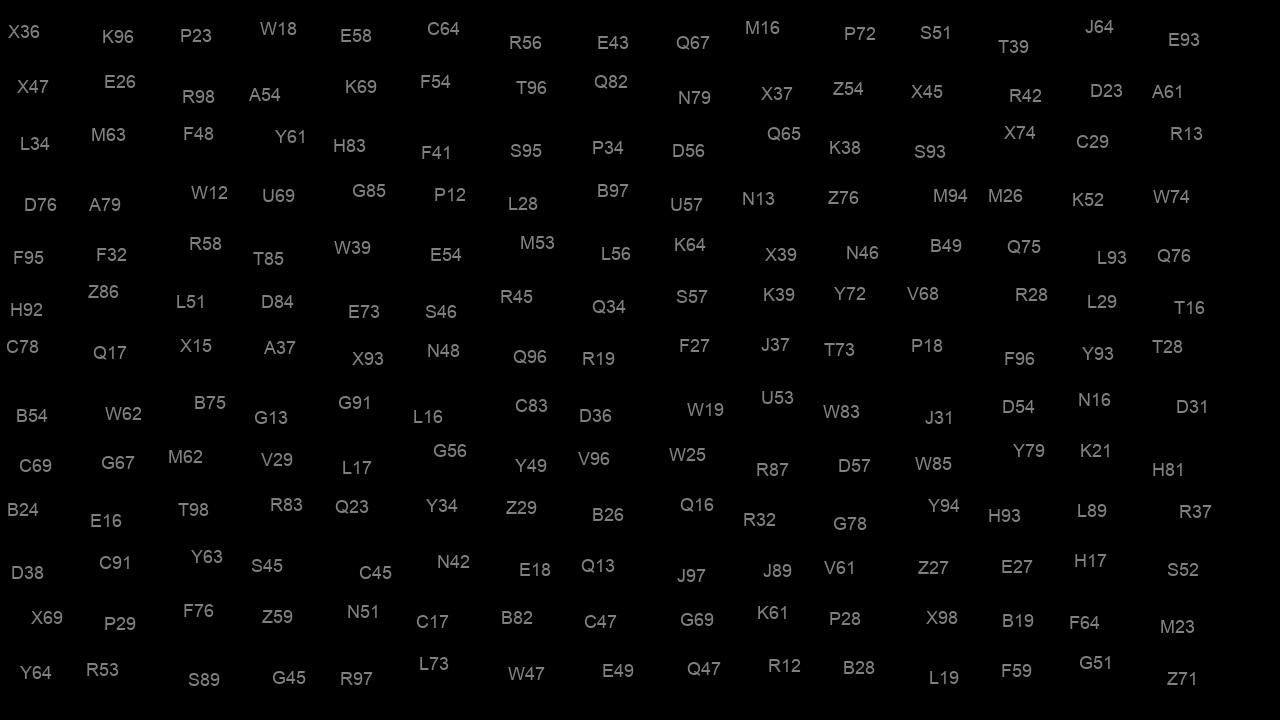 X36 K96 P23 W18 E58 C64 R56 E43 Q67 M16 P72 S51 T39 J64 E93
X47 E26 R98 A54 K69 F54 T96 Q82 N79 X37 Z54 X45 R42 D23 A61
L34 M63 F48 Y61 H83 F41 S95 P34 D56 Q65 K38 S93 X74 C29 R13
D76 A79 W12 U69 G85 P12 L28 B97 U57 N13 Z76 M94 M26 K52 W74
F95 F32 R58 T85 W39 E54 M53 L56 K64 X39 N46 B49 Q75 L93 Q76
H92 Z86 L51 D84 E73 S46 R45 Q34 S57 K39 Y72 V68 R28 L29 T16
C78 Q17 X15 A37 X93 N48 Q96 R19 F27 J37 T73 P18 F96 Y93 T28
B54 W62 B75 G13 G91 L16 C83 D36 W19 U53 W83 J31 D54 N16 D31
C69 G67 M62 V29 L17 G56 Y49 V96 W25 R87 D57 W85 Y79 K21 H81
B24 E16 T98 R83 Q23 Y34 Z29 B26 Q16 R32 G78 Y94 H93 L89 R37
D38 C91 Y63 S45 C45 N42 E18 Q13 J97 J89 V61 Z27 E27 H17 S52
X69 P29 F76 Z59 N51 C17 B82 C47 G69 K61 P28 X98 B19 F64 M23
Y64 R53 S89 G45 R97 L73 W47 E49 Q47 R12 B28 L19 F59 G51 Z71